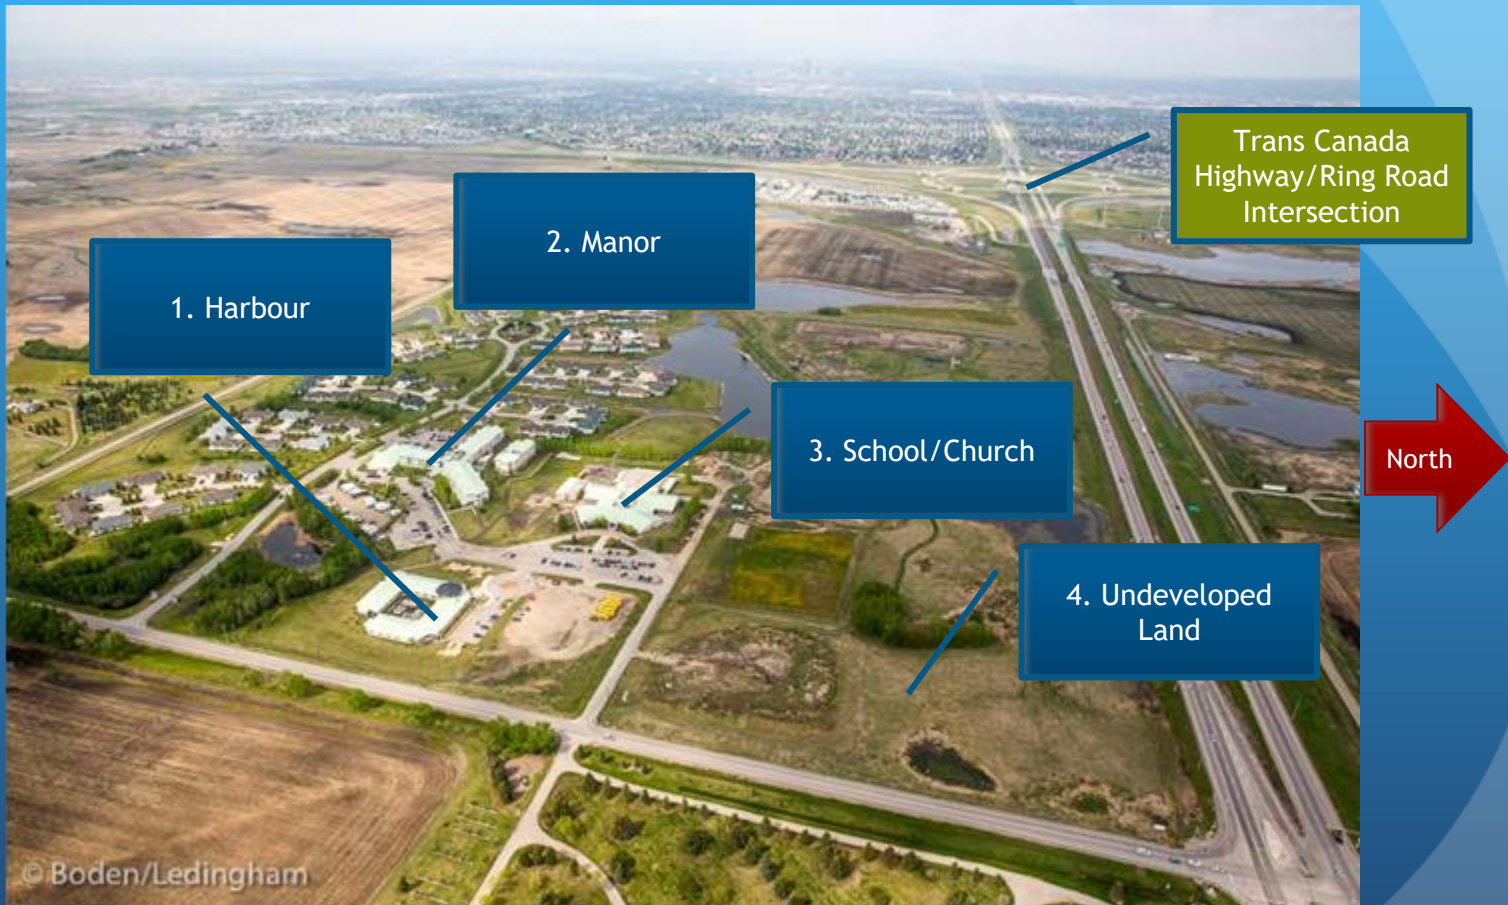 Trans Canada
Highway/Ring Road
Intersection
2. Manor
1. Harbour
3. School/Church
North
4. Undeveloped
Land
© Boden/Ledingham